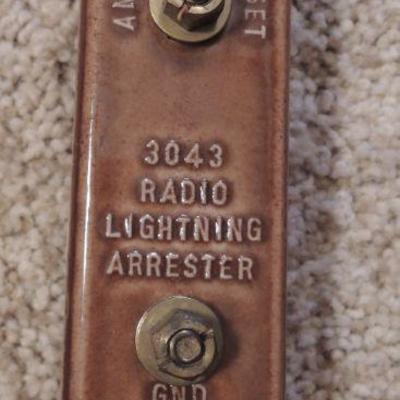 3043
RADIO
LIGHTNING
ARRESTER
GND